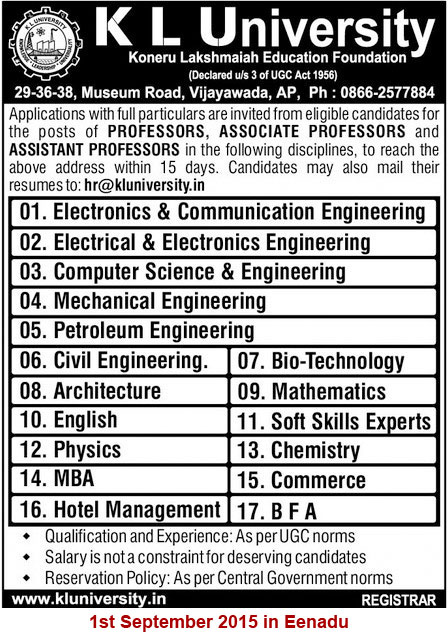 K L University
Koneru Lakshmaiah Education Foundation
(Declared u/s 3 of UGC Act 1956)
29-36-38, Museum Road, Vijayawada, AP, Ph : 0866-2577884
Applications with full particulars are invited from eligible candidates for
the posts of PROFESSORS, ASSOCIATE PROFESSORS and
ASSISTANT PROFESSORS in the following disciplines, to reach the
above address within 15 days. Candidates may also mail their
resumes to: hr@kluniversity.in
01. Electronics & Communication Engineering
02. Electrical & Electronics Engineering
03. Computer Science & Engineering
04. Mechanical Engineering
05. Petroleum Engineering
06. Civil Engineering. 07. Bio-Technology
08. Architecture 09. Mathematics
10. English 11. Soft Skills Experts
12. Physics 13. Chemistry
14. MBA 15. Commerce
16. Hotel Management 17. B F A
◆ Qualification and Experience: As per UGC norms
◆ Salary is not a constraint for deserving candidates
◆ Reservation Policy: As per Central Government norms
www.kluniversity.in REGISTRAR
1st September 2015 in Eenadu